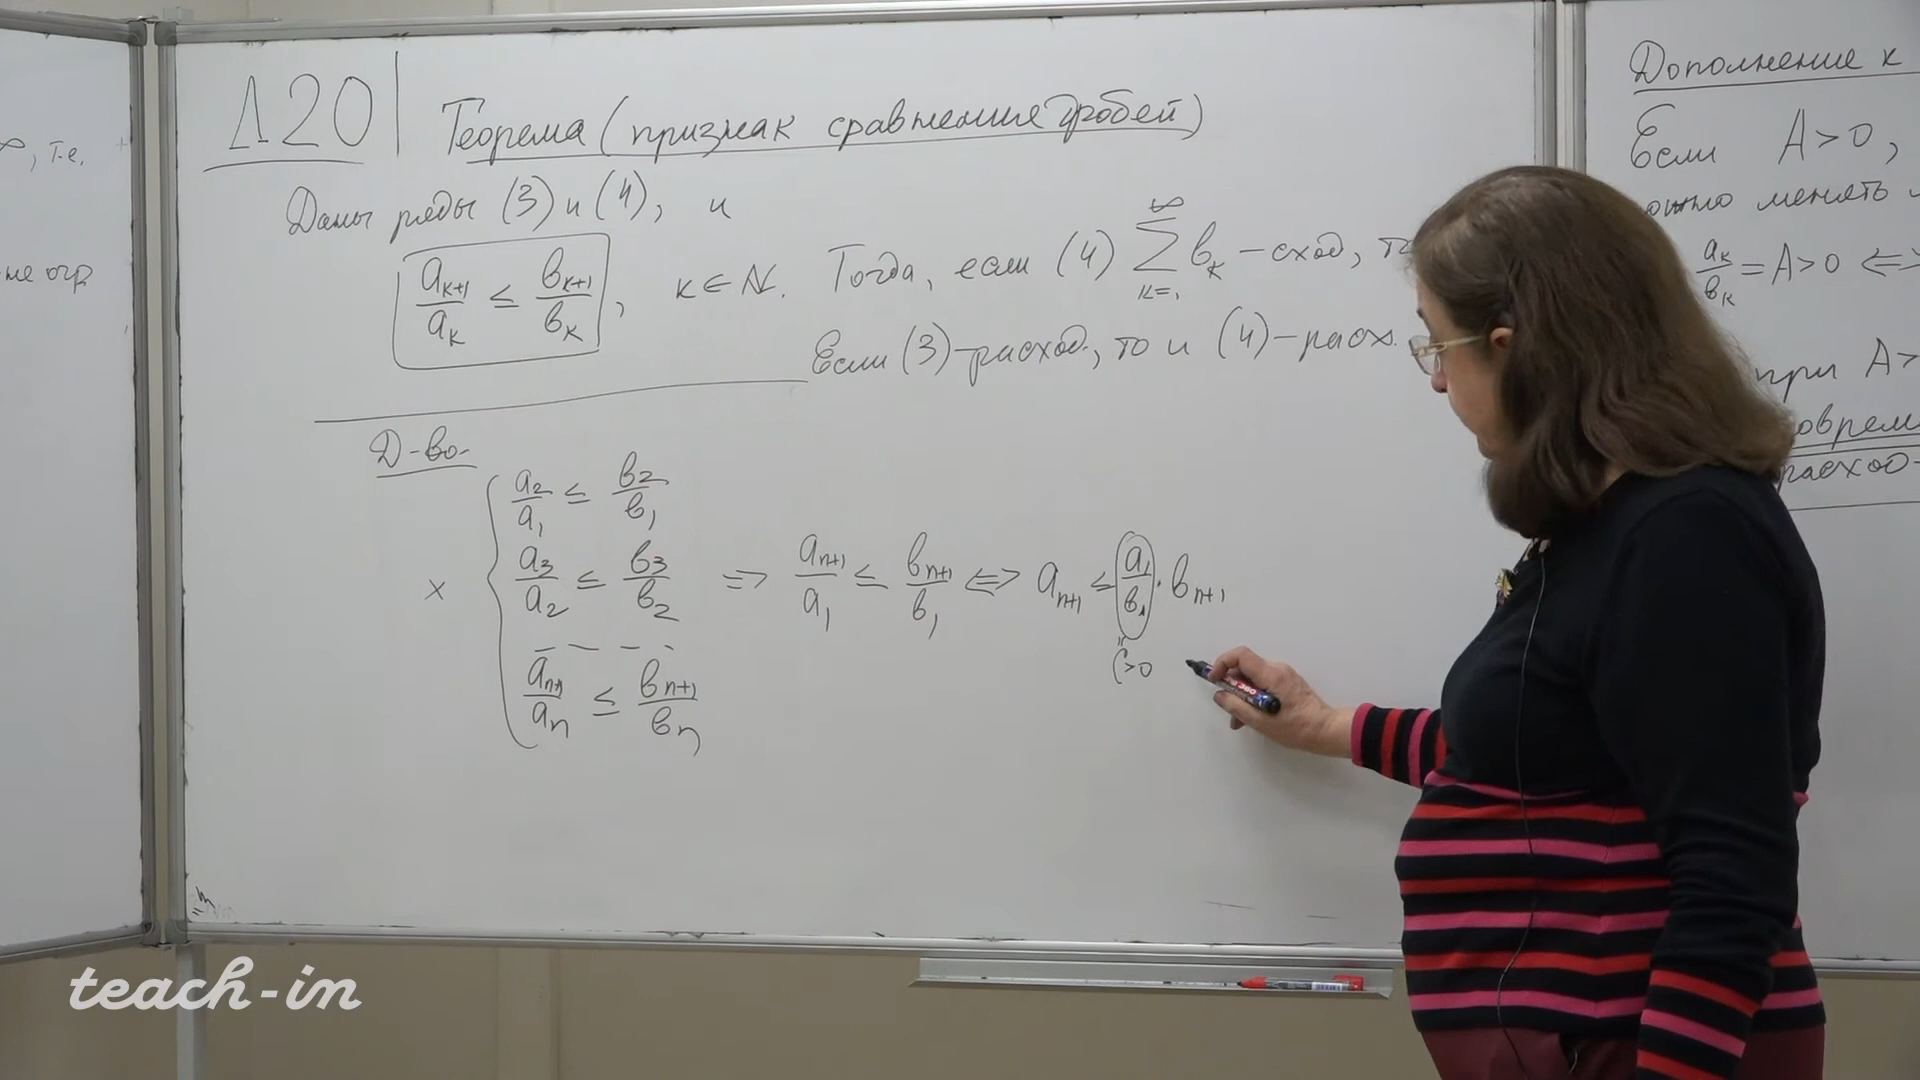 ∞, т.е.
-не огр
Л20
Теорема (признак сравнения дробей)
Даны ряды (3) и (4), и
a_{k+1}/a_k ≤ b_{k+1}/b_k, k ∈ N. Тогда, если (4) ∑_{k=1}^{∞} b_k – сход,
Если (3)-расход., то и (4)-расх.
Д-во.
× { a_2/a_1 ≤ b_2/b_1
a_3/a_2 ≤ b_3/b_2
– – – –
a_{n+1}/a_n ≤ b_{n+1}/b_n
⇒ a_{n+1}/a_1 ≤ b_{n+1}/b_1 ⇔ a_{n+1} ≤ a_1/b_1 · b_{n+1}
C>0
Дополнение к
Если A>0,
менять
a_k/b_k = A>0 ⇔
при A>
расход-
teach-in